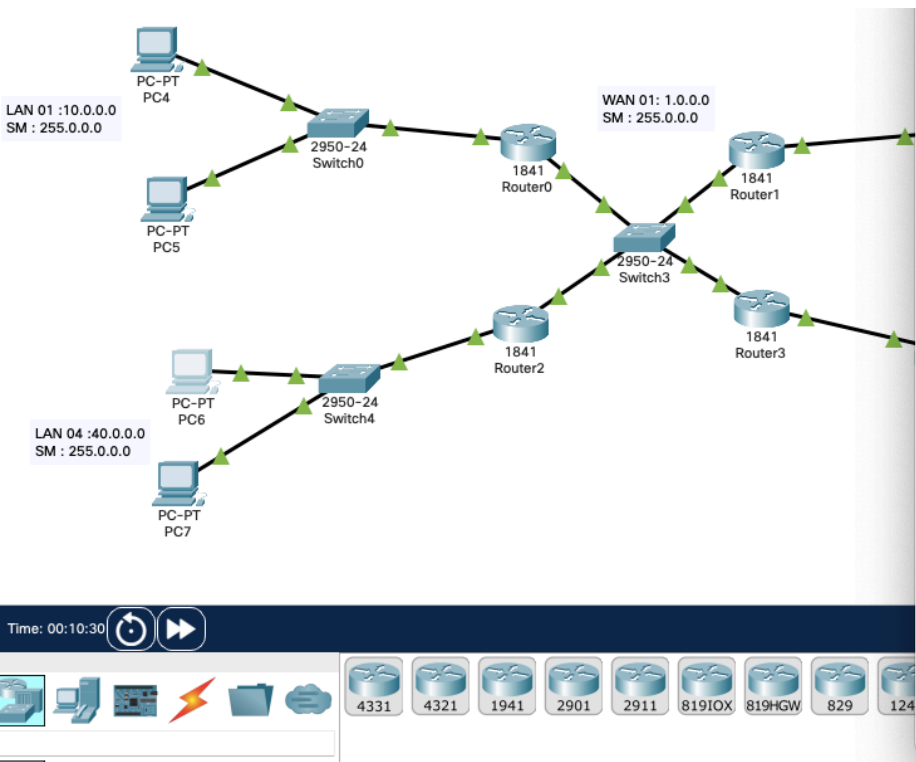 PC-PT
PC4
LAN 01 :10.0.0.0
SM : 255.0.0.0
2950-24
Switch0
PC-PT
PC5
1841
Router0
WAN 01: 1.0.0.0
SM : 255.0.0.0
1841
Router1
2950-24
Switch3
1841
Router3
1841
Router2
PC-PT
PC6
2950-24
Switch4
LAN 04 :40.0.0.0
SM : 255.0.0.0
PC-PT
PC7
Time: 00:10:30
4331 4321 1941 2901 2911 819IOX 819HGW 829 124